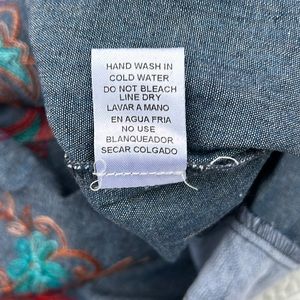 HAND WASH IN
COLD WATER
DO NOT BLEACH
LINE DRY
LAVAR A MANO
EN AGUA FRIA
NO USE
BLANQUEADOR
SECAR COLGADO